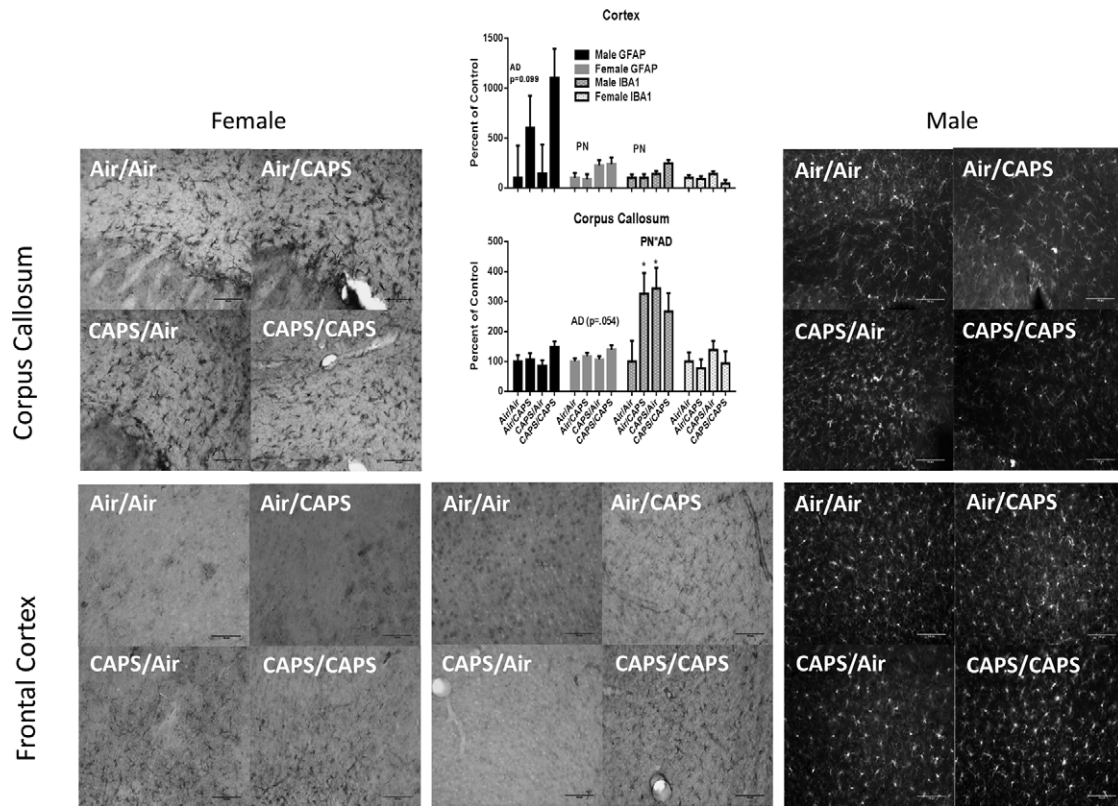 Cortex
1500
1000
500
0
Percent of Control
AD
p=0.099
PN
PN
Male GFAP
Female GFAP
Male IBA1
Female IBA1
Corpus Callosum
500
400
300
200
100
0
Percent of Control
PN*AD
*
*
AD (p=.054)
Air/Air
Air/CAPS
CAPS/Air
CAPS/CAPS
Air/Air
Air/CAPS
CAPS/Air
CAPS/CAPS
Air/Air
Air/CAPS
CAPS/Air
CAPS/CAPS
Air/Air
Air/CAPS
CAPS/Air
CAPS/CAPS
Female
Male
Corpus Callosum
Air/Air
Air/CAPS
CAPS/Air
CAPS/CAPS
Air/Air
Air/CAPS
CAPS/Air
CAPS/CAPS
Frontal Cortex
Air/Air
Air/CAPS
CAPS/Air
CAPS/CAPS
Air/Air
Air/CAPS
CAPS/Air
CAPS/CAPS
Air/Air
Air/CAPS
CAPS/Air
CAPS/CAPS